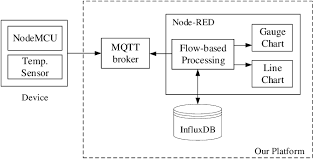 NodeMCU
Temp.
Sensor
Device
MQTT
broker
Node-RED
Flow-based
Processing
Gauge
Chart
Line
Chart
InfluxDB
Our Platform